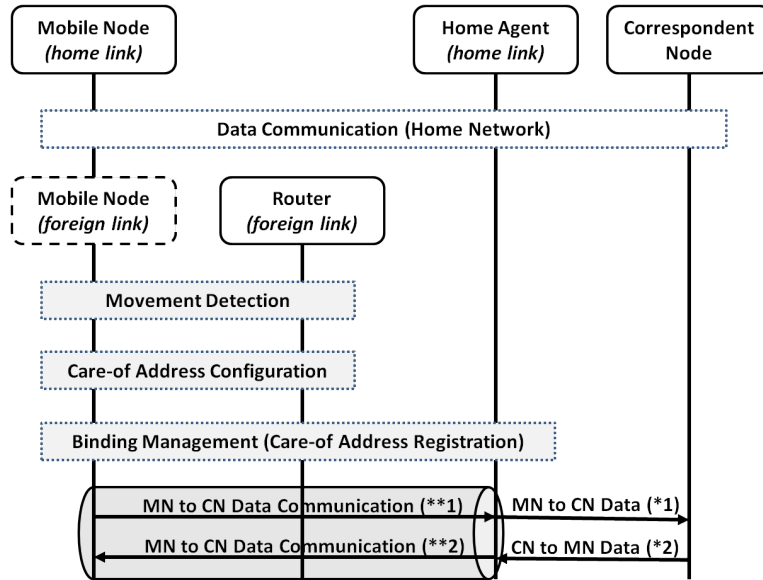 Mobile Node
(home link)
Home Agent
(home link)
Correspondent
Node
Data Communication (Home Network)
Mobile Node
(foreign link)
Router
(foreign link)
Movement Detection
Care-of Address Configuration
Binding Management (Care-of Address Registration)
MN to CN Data Communication (**1)
MN to CN Data (*1)
MN to CN Data Communication (**2)
CN to MN Data (*2)